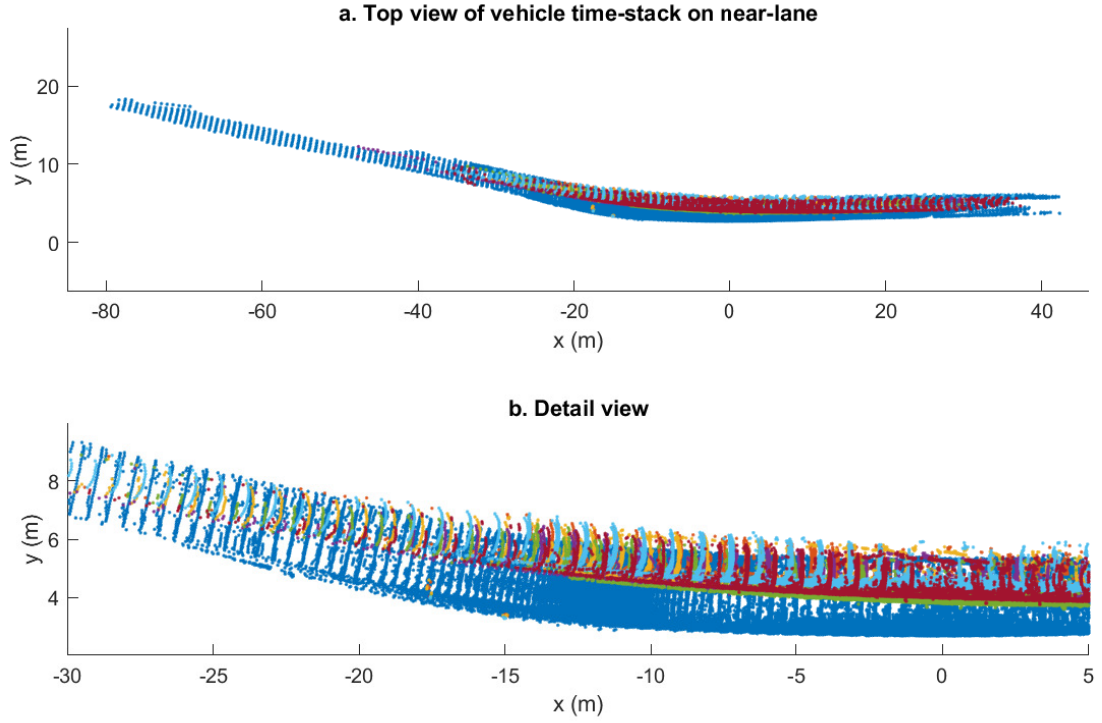 a. Top view of vehicle time-stack on near-lane
20
10
0
y (m)
-80 -60 -40 -20 0 20 40
x (m)
b. Detail view
8
6
4
y (m)
-30 -25 -20 -15 -10 -5 0 5
x (m)